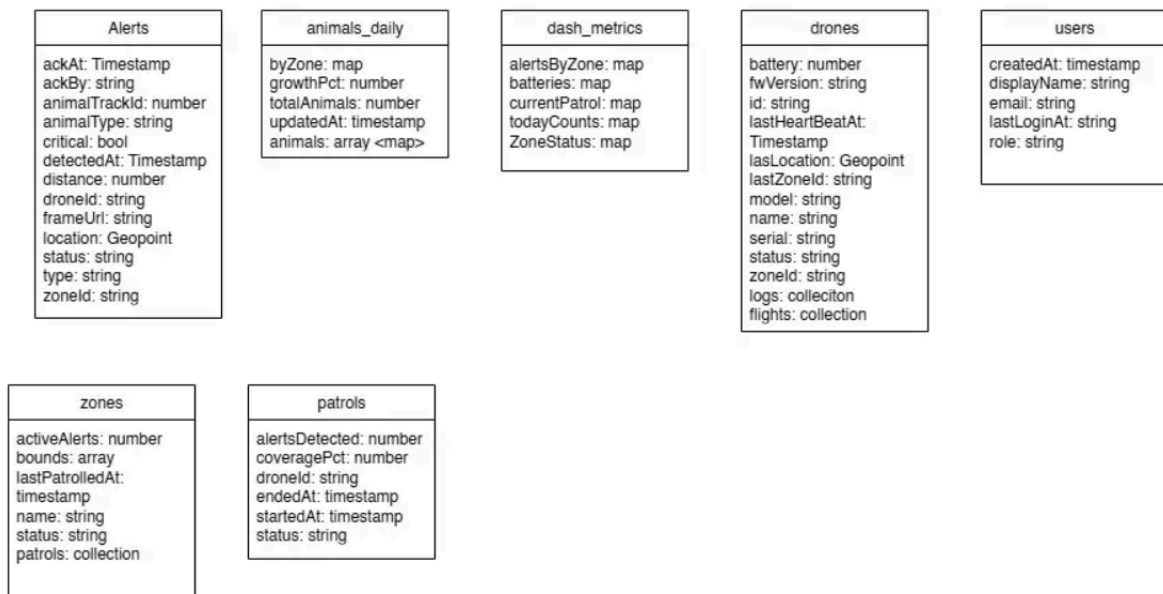 Alerts
ackAt: Timestamp
ackBy: string
animalTrackId: number
animalType: string
critical: bool
detectedAt: Timestamp
distance: number
droneId: string
frameUrl: string
location: Geopoint
status: string
type: string
zoneId: string
animals_daily
byZone: map
growthPct: number
totalAnimals: number
updatedAt: timestamp
animals: array <map>
dash_metrics
alertsByZone: map
batteries: map
currentPatrol: map
todayCounts: map
ZoneStatus: map
drones
battery: number
fwVersion: string
id: string
lastHeartBeatAt:
Timestamp
lasLocation: Geopoint
lastZoneId: string
model: string
name: string
serial: string
status: string
zoneId: string
logs: colleciton
flights: collection
users
createdAt: timestamp
displayName: string
email: string
lastLoginAt: string
role: string
zones
activeAlerts: number
bounds: array
lastPatrolledAt:
timestamp
name: string
status: string
patrols: collection
patrols
alertsDetected: number
coveragePct: number
droneId: string
endedAt: timestamp
startedAt: timestamp
status: string